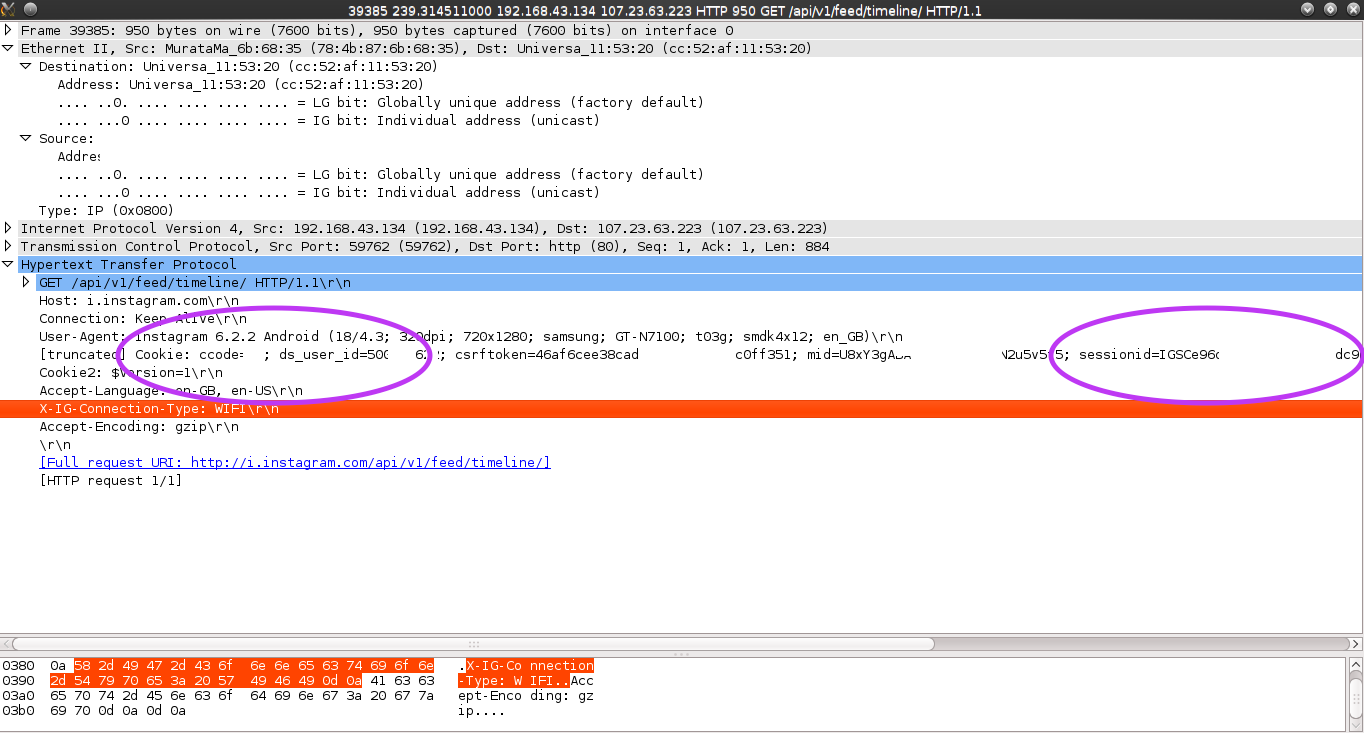 39385 239.314511000 192.168.43.134 107.23.63.223 HTTP 950 GET /api/v1/feed/timeline/ HTTP/1.1
Frame 39385: 950 bytes on wire (7600 bits), 950 bytes captured (7600 bits) on interface 0
Ethernet II, Src: MurataMa_6b:68:35 (78:4b:87:6b:68:35), Dst: Universa_11:53:20 (cc:52:af:11:53:20)
Destination: Universa_11:53:20 (cc:52:af:11:53:20)
Address: Universa_11:53:20 (cc:52:af:11:53:20)
.... ..0. .... .... .... .... = LG bit: Globally unique address (factory default)
.... ...0 .... .... .... .... = IG bit: Individual address (unicast)
Source:
.... ..0. .... .... .... .... = LG bit: Globally unique address (factory default)
.... ...0 .... .... .... .... = IG bit: Individual address (unicast)
Type: IP (0x0800)
Internet Protocol Version 4, Src: 192.168.43.134 (192.168.43.134), Dst: 107.23.63.223 (107.23.63.223)
Transmission Control Protocol, Src Port: 59762 (59762), Dst Port: http (80), Seq: 1, Ack: 1, Len: 884
Hypertext Transfer Protocol
GET /api/v1/feed/timeline/ HTTP/1.1\r\n
Host: i.instagram.com\r\n
Connection: Keep-Alive\r\n
User-Agent: Instagram 6.2.2 Android (18/4.3; 320dpi; 720x1280; samsung; GT-N7100; t03g; smdk4x12; en_GB)\r\n
[truncated] Cookie: ccode= ; ds_user_id=500 62 ; csrftoken=46af6cee38cad c0ff351; mid=U8xY3gA N2u5v5 5; sessionid=IGSCe96 dc9
Cookie2: $Version=1\r\n
Accept-Language: en-GB, en-US\r\n
X-IG-Connection-Type: WIFI\r\n
Accept-Encoding: gzip\r\n
\r\n
[Full request URI: http://i.instagram.com/api/v1/feed/timeline/]
[HTTP request 1/1]
0380 0a 58 2d 49 47 2d 43 6f 6e 6e 65 63 74 69 6f 6e .X-IG-Co nnection
0390 2d 54 79 70 65 3a 20 57 49 46 49 0d 0a 41 63 63 -Type: W IFI..Acc
03a0 65 70 74 2d 45 6e 63 6f 64 69 6e 67 3a 20 67 7a ept-Enco ding: gz
03b0 69 70 0d 0a 0d 0a ip....